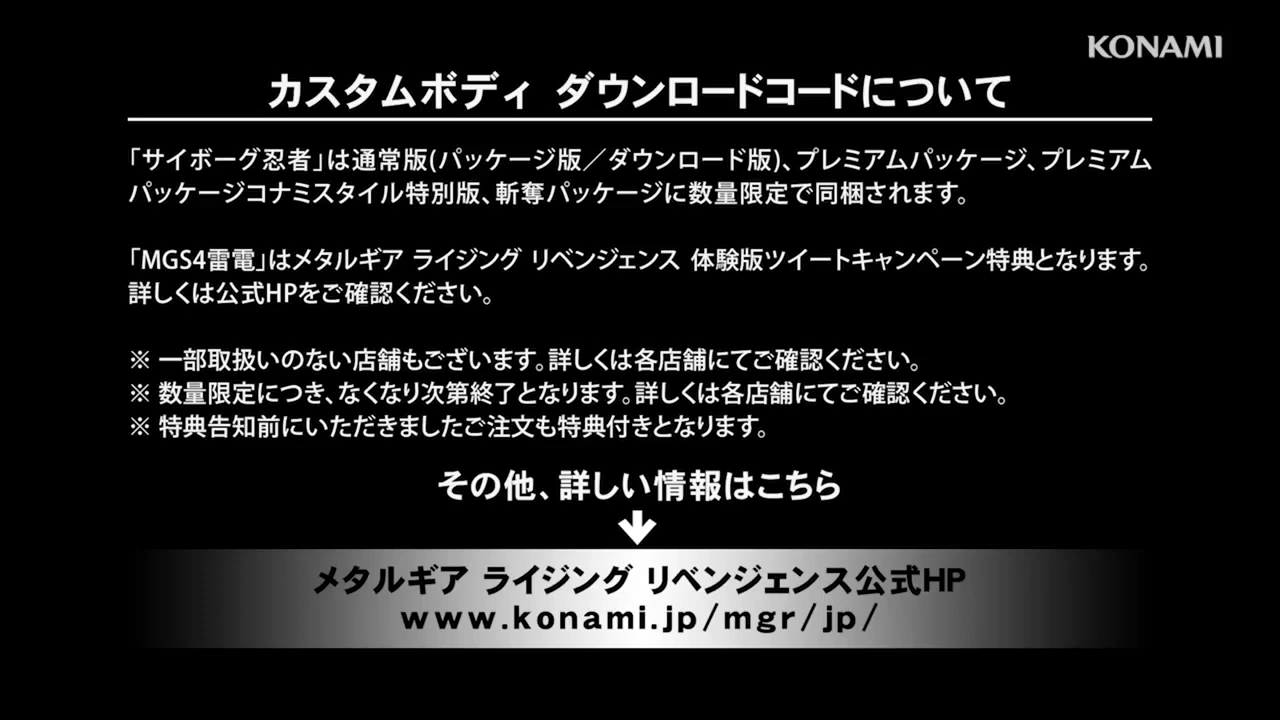 KONAMI
カスタムボディ ダウンロードコードについて
「サイボーグ忍者」は通常版(パッケージ版／ダウンロード版)、プレミアムパッケージ、プレミアム
パッケージコナミスタイル特別版、斬奪パッケージに数量限定で同梱されます。
「MGS4雷電」はメタルギア ライジング リベンジェンス 体験版ツイートキャンペーン特典となります。
詳しくは公式HPをご確認ください。
※ 一部取扱いのない店舗もございます。詳しくは各店舗にてご確認ください。
※ 数量限定につき、なくなり次第終了となります。詳しくは各店舗にてご確認ください。
※ 特典告知前にいただきましたご注文も特典付きとなります。
その他、詳しい情報はこちら
メタルギア ライジング リベンジェンス公式HP
www.konami.jp/mgr/jp/